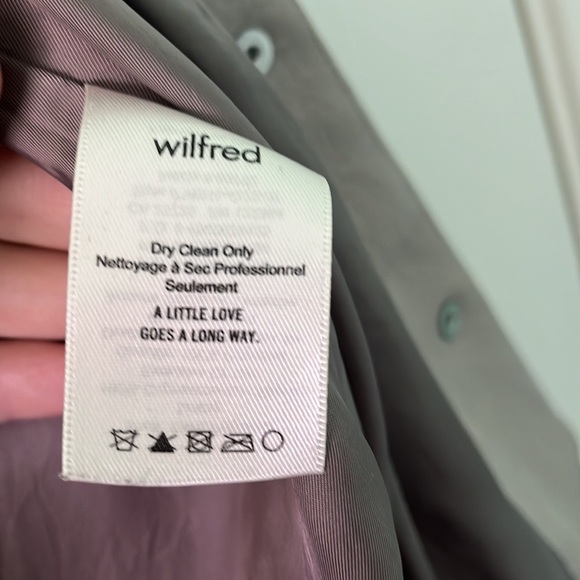 wilfred
Dry Clean Only
Nettoyage à Sec Professionnel
Seulement
A LITTLE LOVE
GOES A LONG WAY.